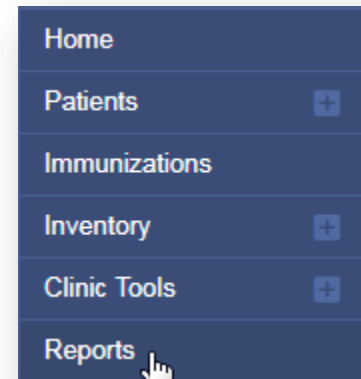 Home
Patients
Immunizations
Inventory
Clinic Tools
Reports